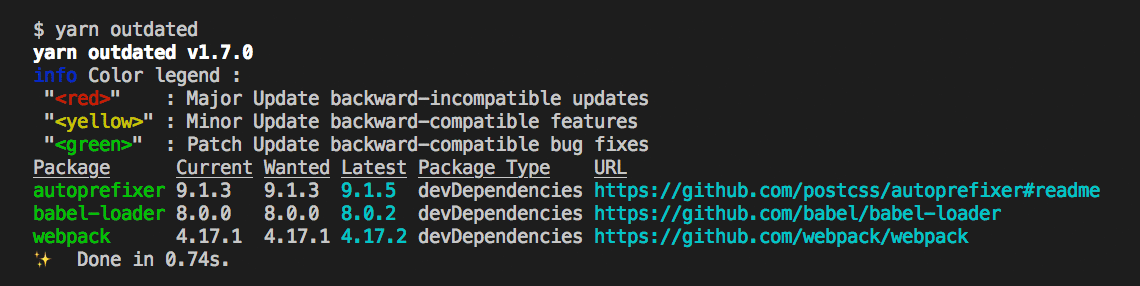 $ yarn outdated
yarn outdated v1.7.0
info Color legend :
 "<red>"    : Major Update backward-incompatible updates
 "<yellow>" : Minor Update backward-compatible features
 "<green>"  : Patch Update backward-compatible bug fixes
Package      Current Wanted Latest Package Type    URL
autoprefixer 9.1.3   9.1.3  9.1.5  devDependencies https://github.com/postcss/autoprefixer#readme
babel-loader 8.0.0   8.0.0  8.0.2  devDependencies https://github.com/babel/babel-loader
webpack      4.17.1  4.17.1 4.17.2 devDependencies https://github.com/webpack/webpack
✨  Done in 0.74s.